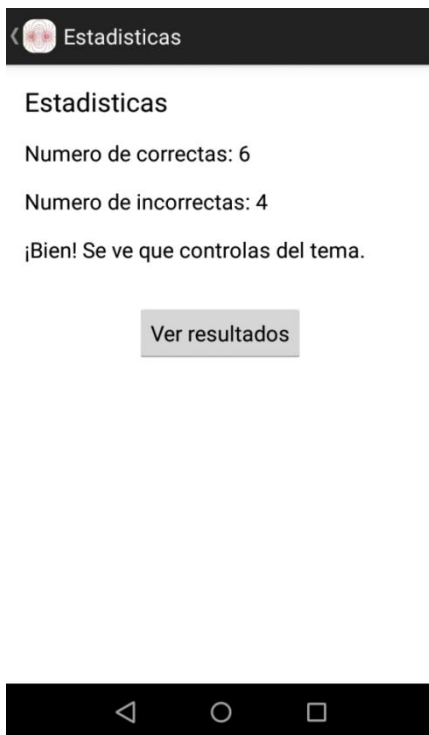 Estadisticas
Estadisticas
Numero de correctas: 6
Numero de incorrectas: 4
¡Bien! Se ve que controlas del tema.
Ver resultados